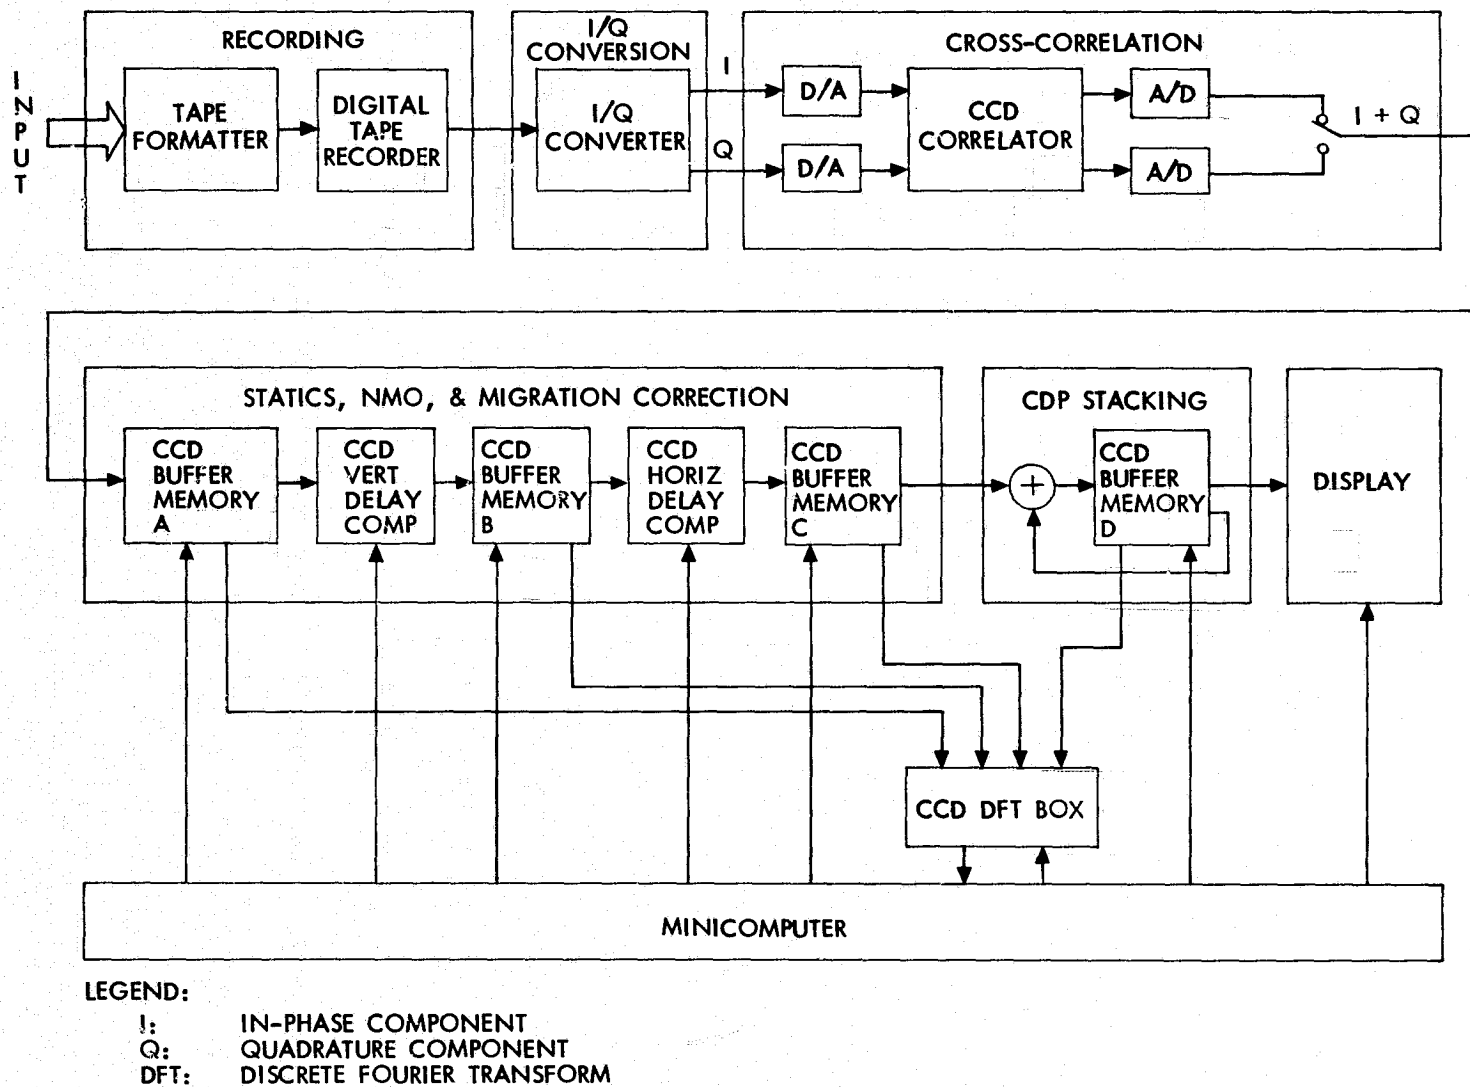 INPUT
RECORDING
TAPE
FORMATTER
DIGITAL
TAPE
RECORDER
I/Q
CONVERSION
I/Q
CONVERTER
I
Q
CROSS-CORRELATION
D/A
D/A
CCD
CORRELATOR
A/D
A/D
I + Q
STATICS, NMO, & MIGRATION CORRECTION
CCD
BUFFER
MEMORY
A
CCD
VERT
DELAY
COMP
CCD
BUFFER
MEMORY
B
CCD
HORIZ
DELAY
COMP
CCD
BUFFER
MEMORY
C
CDP STACKING
+
CCD
BUFFER
MEMORY
D
DISPLAY
CCD DFT BOX
MINICOMPUTER
LEGEND:
I: IN-PHASE COMPONENT
Q: QUADRATURE COMPONENT
DFT: DISCRETE FOURIER TRANSFORM